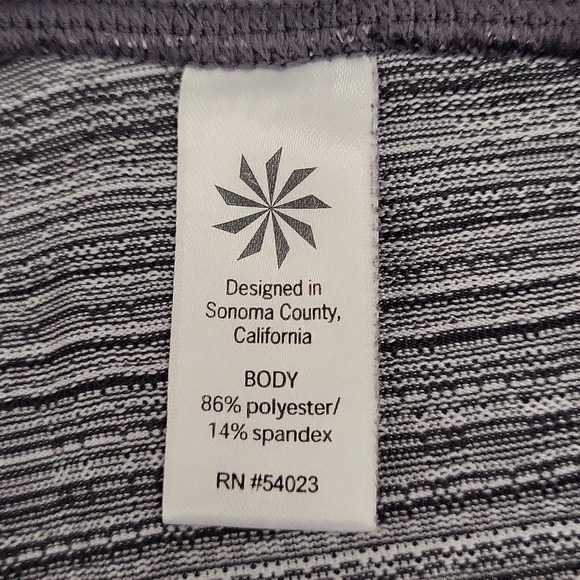 Designed in
Sonoma County,
California
BODY
86% polyester/
14% spandex
RN #54023